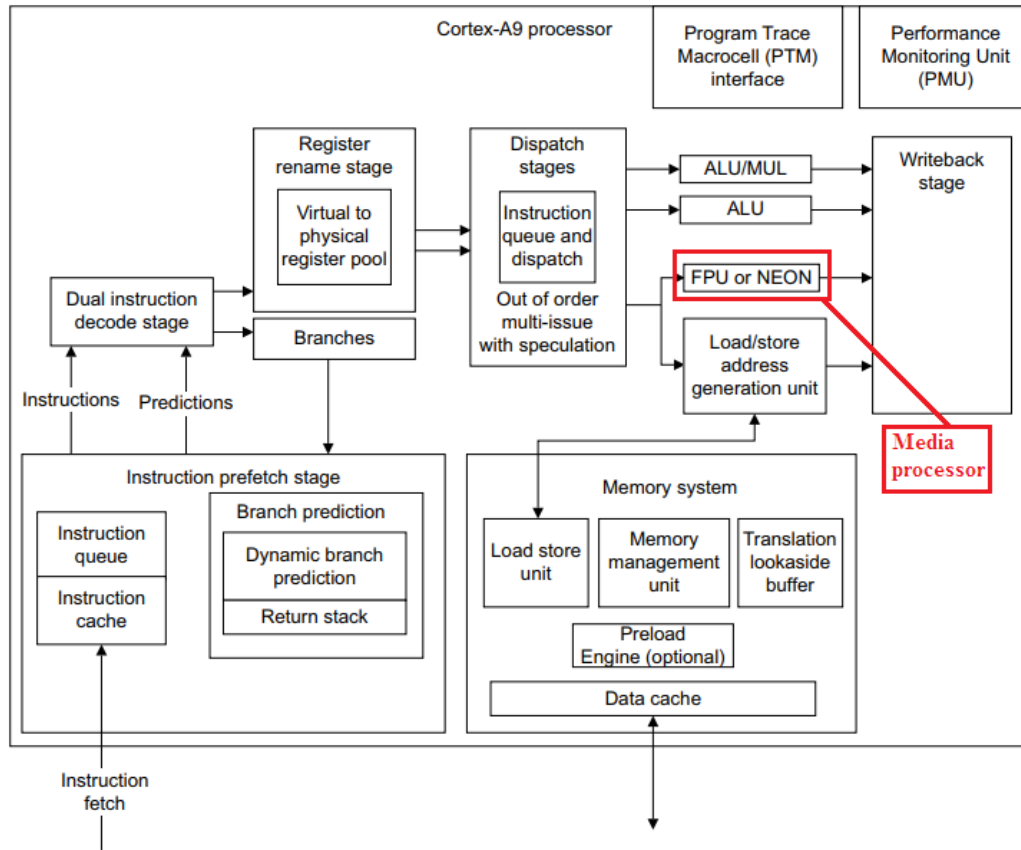 Cortex-A9 processor
Program Trace
Macrocell (PTM)
interface
Performance
Monitoring Unit
(PMU)
Register
rename stage
Virtual to
physical
register pool
Dispatch
stages
Instruction
queue and
dispatch
Out of order
multi-issue
with speculation
ALU/MUL
ALU
FPU or NEON
Load/store
address
generation unit
Writeback
stage
Dual instruction
decode stage
Branches
Instructions
Predictions
Media
processor
Instruction prefetch stage
Instruction
queue
Instruction
cache
Branch prediction
Dynamic branch
prediction
Return stack
Memory system
Load store
unit
Memory
management
unit
Translation
lookaside
buffer
Preload
Engine (optional)
Data cache
Instruction
fetch